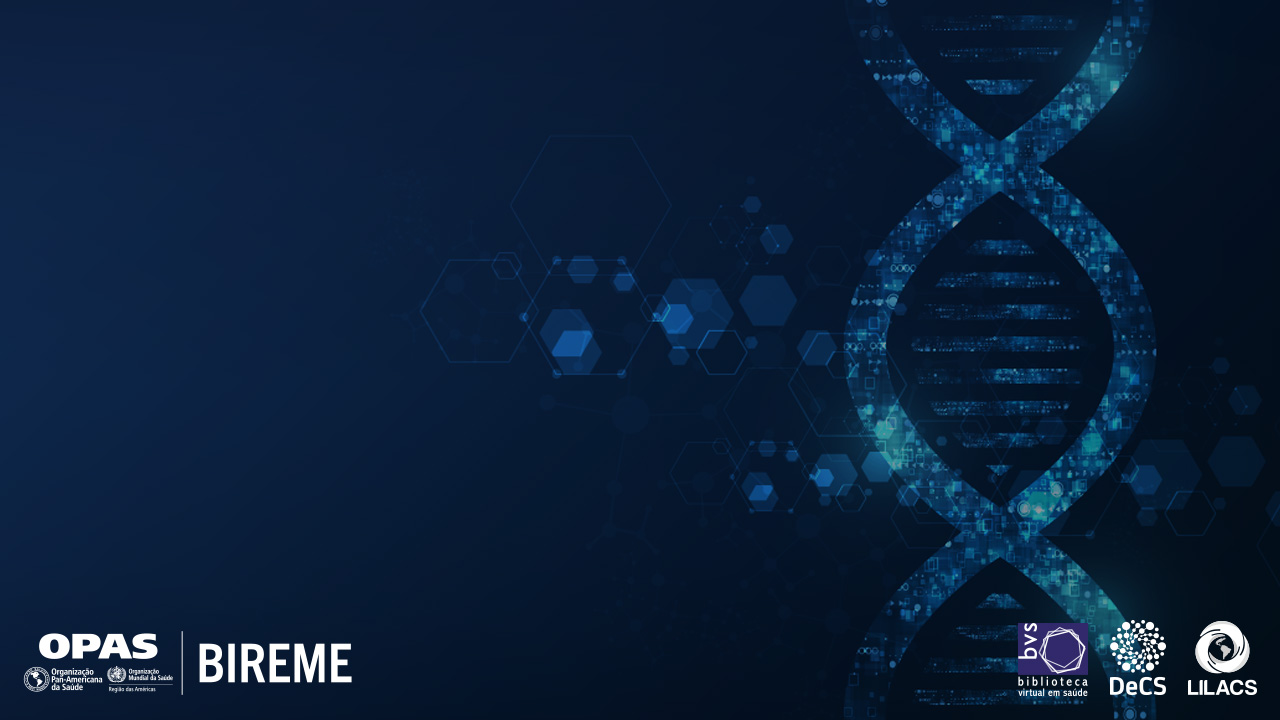 OPAS
Organização
Pan-Americana
da Saúde
Organização
Mundial da Saúde
Região das Américas
BIREME
bvs
biblioteca
virtual em saúde
DeCS
LILACS